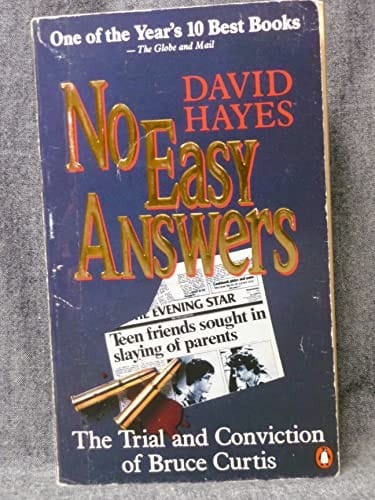 One of the Year's 10 Best Books
— The Globe and Mail
DAVID
HAYES
No
EASY
ANSWERS
THE EVENING STAR
Teen friends sought in
slaying of parents
The Trial and Conviction
of Bruce Curtis